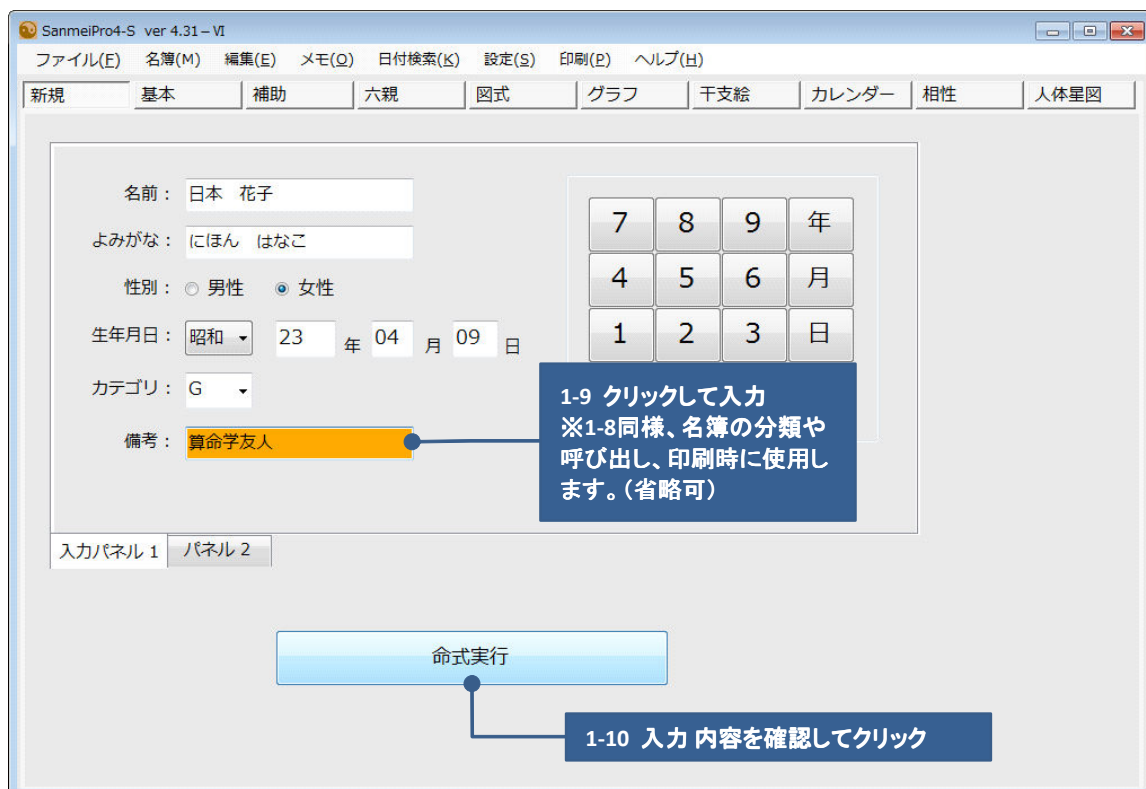 SanmeiPro4-S ver 4.31－Ⅵ
ファイル(F) 名簿(M) 編集(E) メモ(O) 日付検索(K) 設定(S) 印刷(P) ヘルプ(H)
新規 基本 補助 六親 図式 グラフ 干支絵 カレンダー 相性 人体星図
名前： 日本　花子
よみがな： にほん　はなこ
性別： 男性 女性
生年月日： 昭和 23 年 04 月 09 日
カテゴリ： G
備考： 算命学友人
7 8 9 年
4 5 6 月
1 2 3 日
1-9 クリックして入力
※1-8同様、名簿の分類や
呼び出し、印刷時に使用し
ます。（省略可）
入力パネル 1 パネル 2
命式実行
1-10 入力 内容を確認してクリック